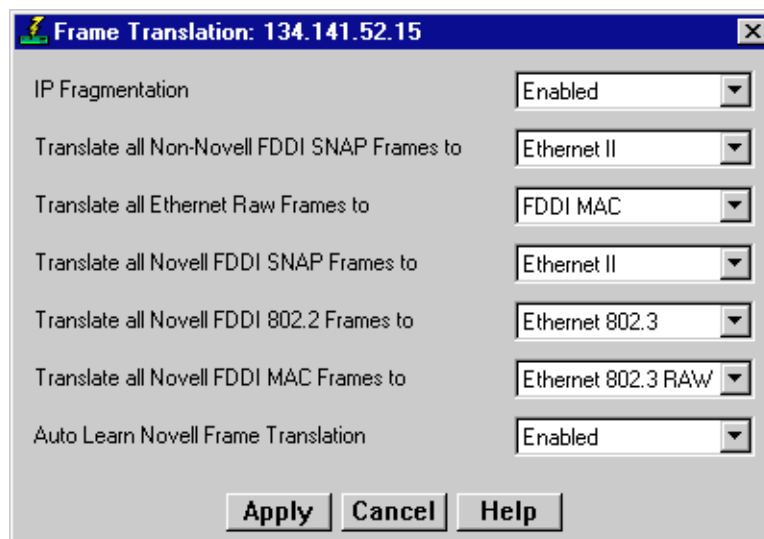 Frame Translation: 134.141.52.15
IP Fragmentation Enabled
Translate all Non-Novell FDDI SNAP Frames to Ethernet II
Translate all Ethernet Raw Frames to FDDI MAC
Translate all Novell FDDI SNAP Frames to Ethernet II
Translate all Novell FDDI 802.2 Frames to Ethernet 802.3
Translate all Novell FDDI MAC Frames to Ethernet 802.3 RAW
Auto Learn Novell Frame Translation Enabled
Apply Cancel Help